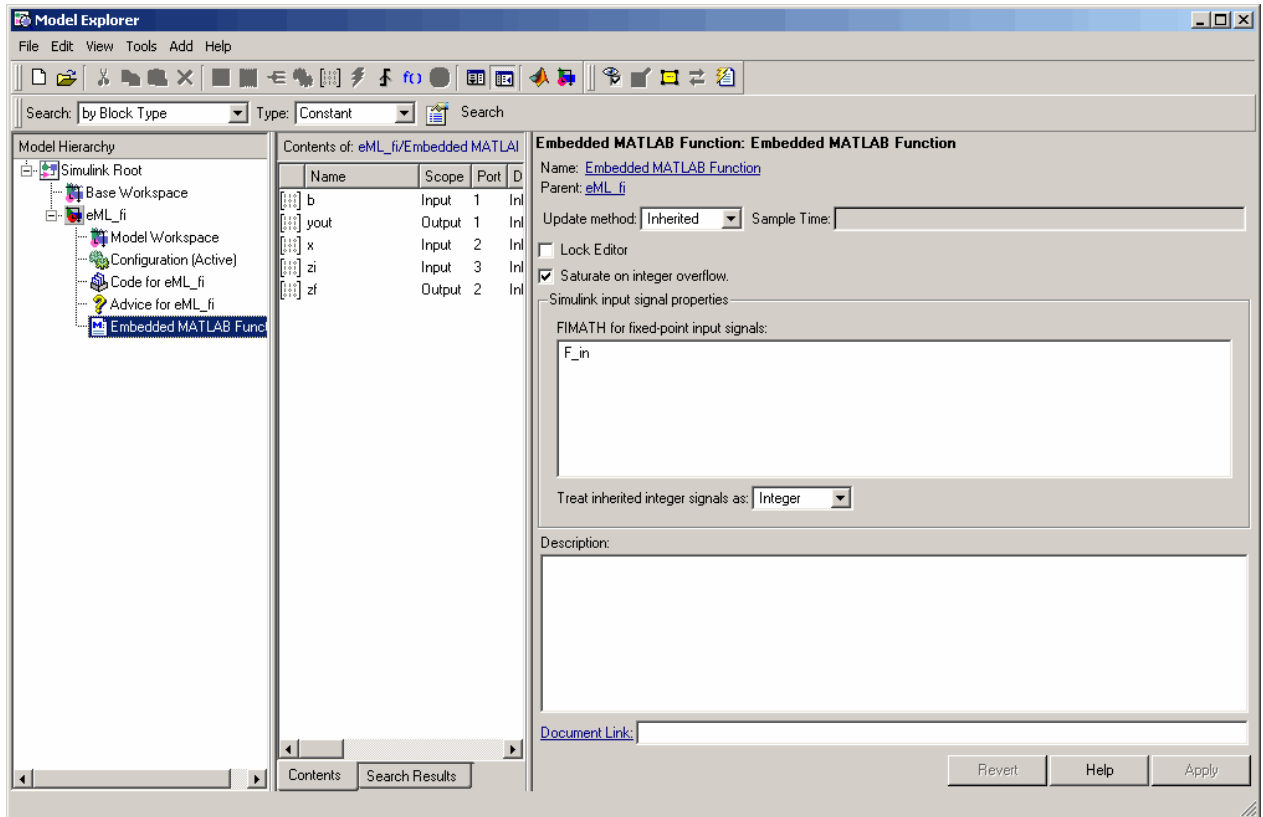 Model Explorer
File Edit View Tools Add Help
f()
Search: by Block Type Type: Constant Search
Model Hierarchy
Simulink Root
Base Workspace
eML_fi
Model Workspace
Configuration (Active)
Code for eML_fi
Advice for eML_fi
Embedded MATLAB Funct
Contents of: eML_fi/Embedded MATLAI
Name Scope Port D
b Input 1 Inl
yout Output 1 Inl
x Input 2 Inl
zi Input 3 Inl
zf Output 2 Inl
Contents Search Results
Embedded MATLAB Function: Embedded MATLAB Function
Name: Embedded MATLAB Function
Parent: eML_fi
Update method: Inherited Sample Time:
Lock Editor
Saturate on integer overflow.
Simulink input signal properties
FIMATH for fixed-point input signals:
F_in
Treat inherited integer signals as: Integer
Description:
Document Link:
Revert Help Apply